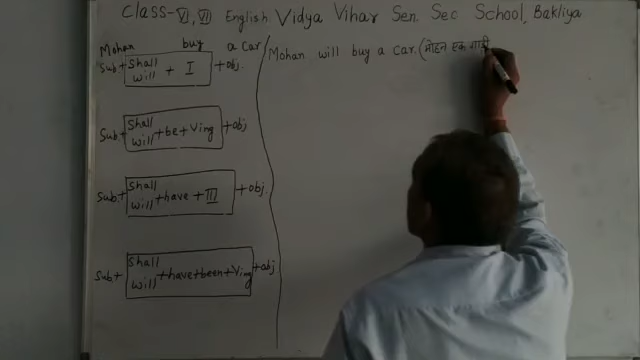 Class-VI, VII English Vidya Vihar Sen. Sec School, Bakliya
Mohan buy a Car
Sub.+ Shall will + I + obj.
Sub.+ Shall will + be + Ving + obj
Sub.+ Shall will + have + III + obj.
Sub+ Shall will + have + been + Ving + obj
Mohan will buy a Car. (मोहन एक गाड़ी